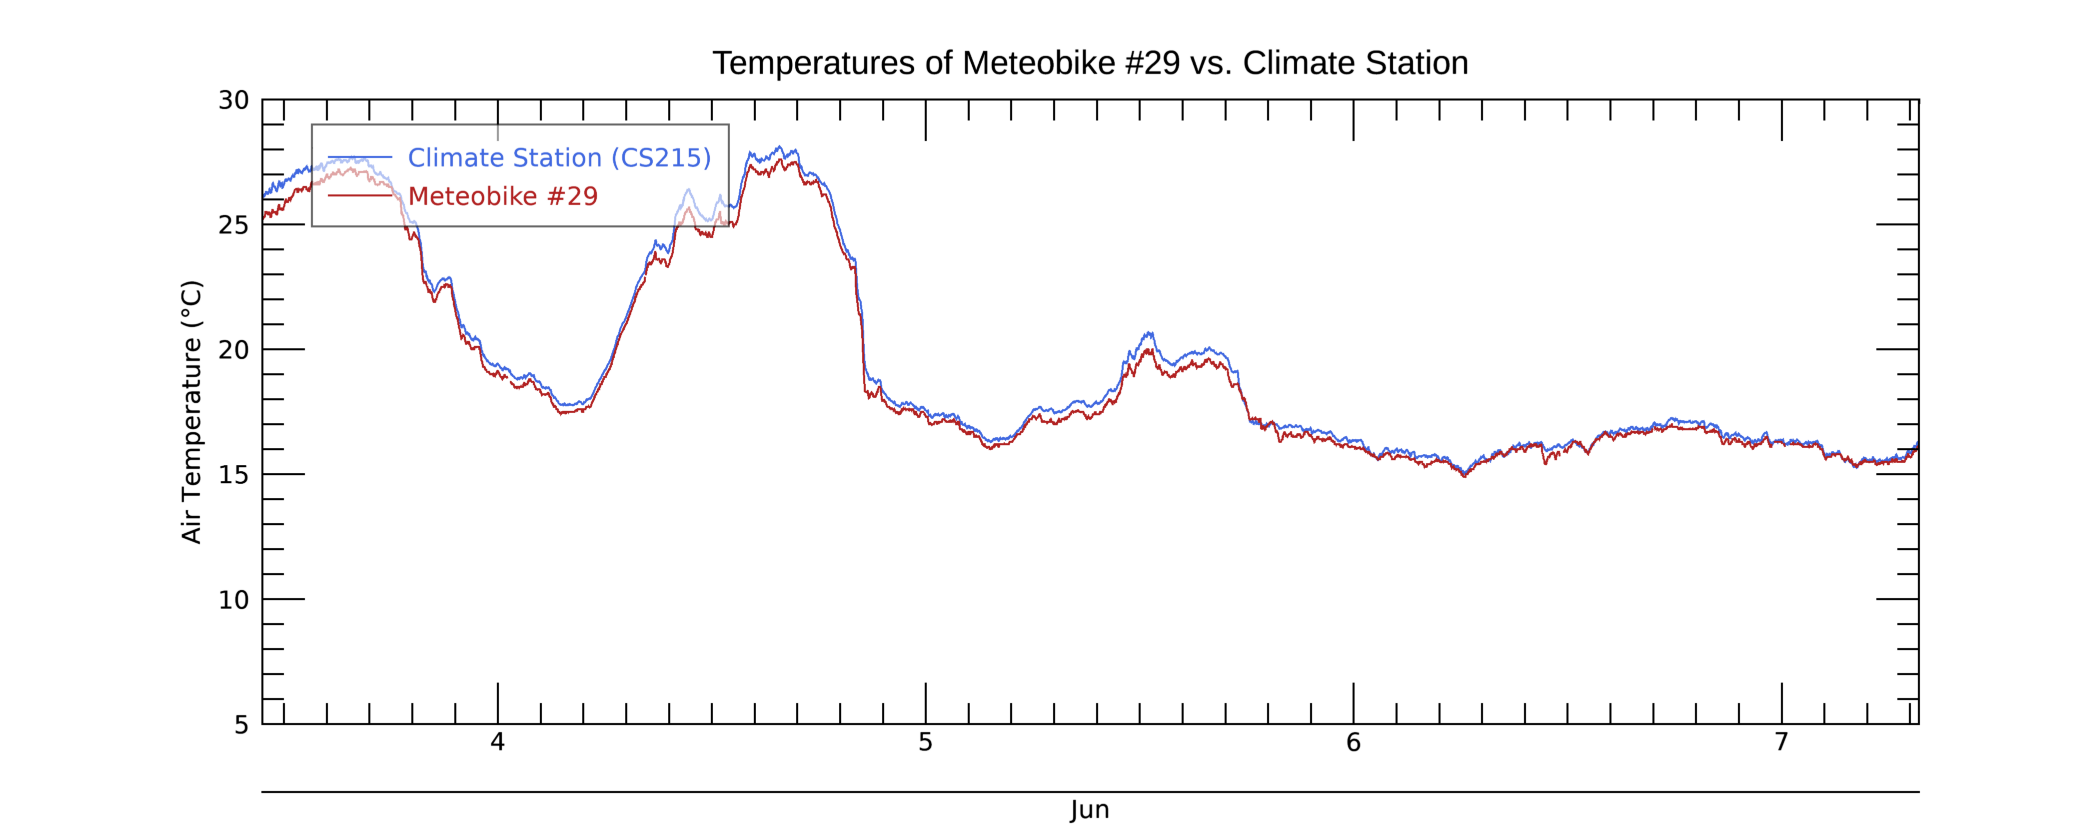 Temperatures of Meteobike #29 vs. Climate Station
30
25
20
15
10
5
Air Temperature (°C)
Climate Station (CS215)
Meteobike #29
4 5 6 7
Jun